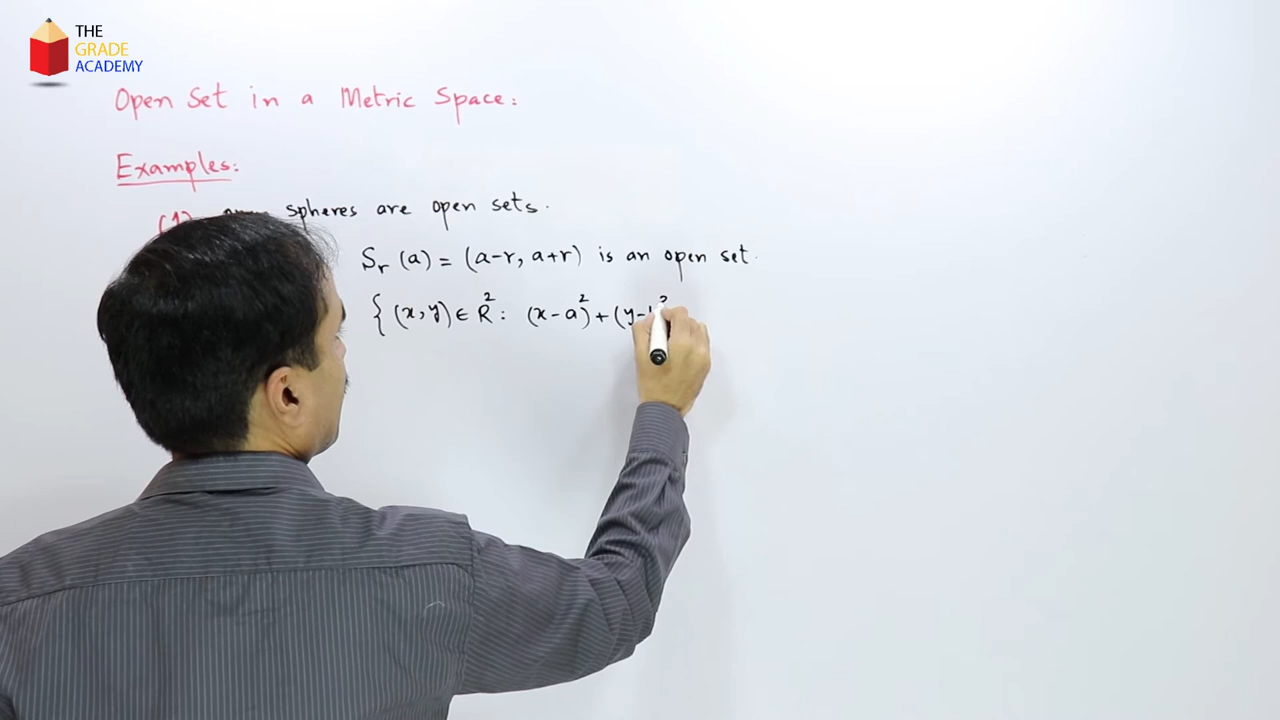 THE
GRADE
ACADEMY
Open Set in a Metric Space:
Examples:
spheres are open sets.
Sᵣ (a) = (a-r, a+r) is an open set.
{ (x,y) ∈ R² : (x-a)² + (y-